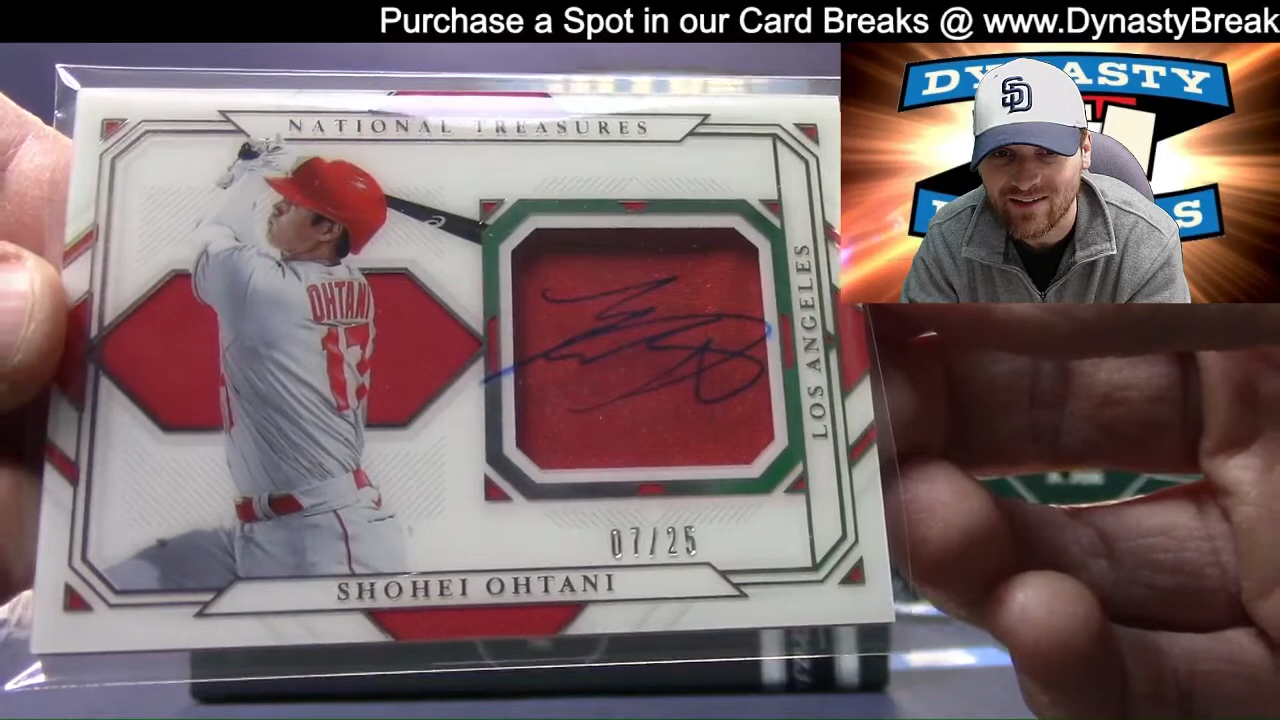 Purchase a Spot in our Card Breaks @ www.DynastyBreak
DYNASTY
SD
NATIONAL TREASURES
OHTANI
17
LOS ANGELES
07/25
SHOHEI OHTANI